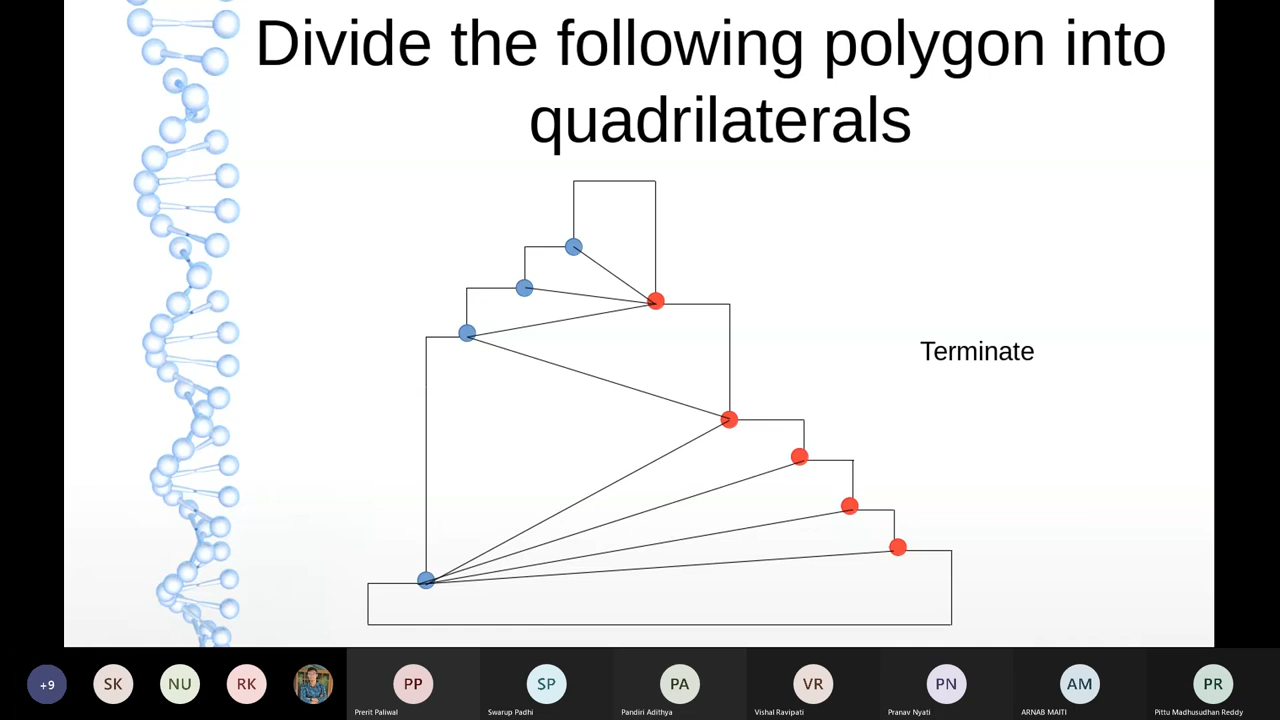 Divide the following polygon into
quadrilaterals
Terminate
+9
SK
NU
RK
PP
SP
PA
VR
PN
AM
PR
Prerit Paliwal
Swarup Padhi
Pandiri Adithya
Vishal Ravipati
Pranav Nyati
ARNAB MAITI
Pittu Madhusudhan Reddy